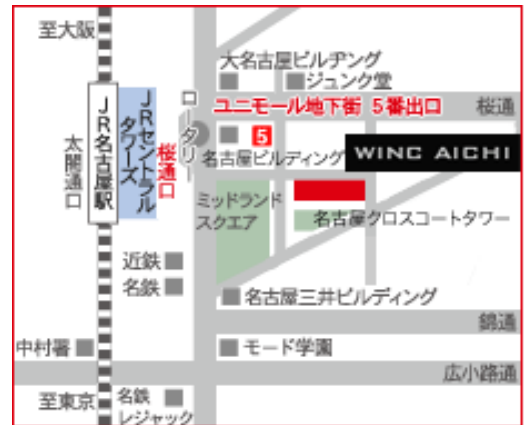 至大阪
大名古屋ビルヂング
ジュンク堂
ユニモール地下街 5番出口
桜通
JR名古屋駅
JRセントラル
タワーズ
ロータリー
太閤通口
桜通口
5
名古屋ビルディング
WINC AICHI
ミッドランド
スクエア
名古屋クロスコートタワー
近鉄
名鉄
名古屋三井ビルディング
錦通
中村署
モード学園
広小路通
至東京
名鉄
レジャック